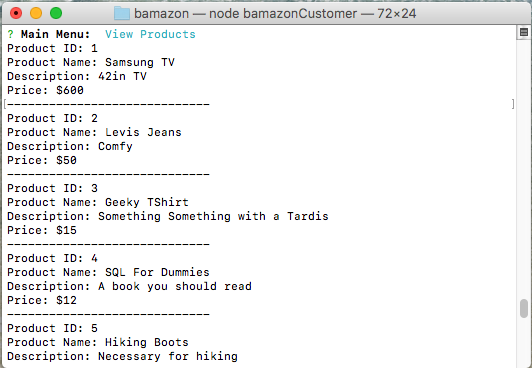 bamazon — node bamazonCustomer — 72×24
? Main Menu:  View Products
Product ID: 1
Product Name: Samsung TV
Description: 42in TV
Price: $600
[-----------------------------]
Product ID: 2
Product Name: Levis Jeans
Description: Comfy
Price: $50
-----------------------------
Product ID: 3
Product Name: Geeky TShirt
Description: Something Something with a Tardis
Price: $15
-----------------------------
Product ID: 4
Product Name: SQL For Dummies
Description: A book you should read
Price: $12
-----------------------------
Product ID: 5
Product Name: Hiking Boots
Description: Necessary for hiking